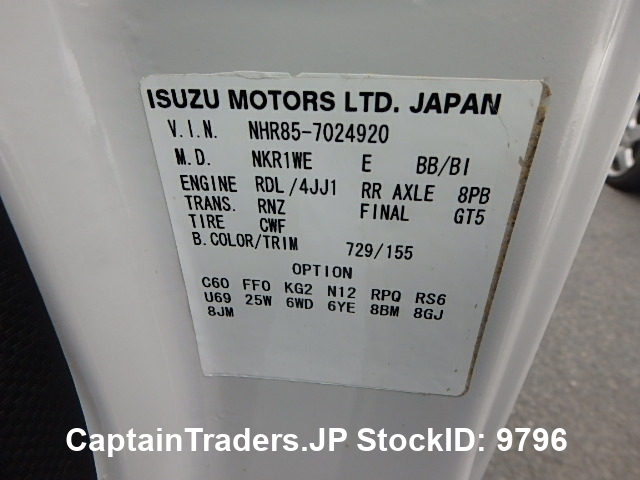 ISUZU MOTORS LTD. JAPAN
V.I.N. NHR85-7024920
M.D. NKR1WE E BB/BI
ENGINE RDL/4JJ1 RR AXLE 8PB
TRANS. RNZ FINAL GT5
TIRE CWF
B.COLOR/TRIM 729/155
OPTION
C60 FF0 KG2 N12 RPQ RS6
U69 25W 6WD 6YE 8BM 8GJ
8JM
CaptainTraders.JP StockID: 9796